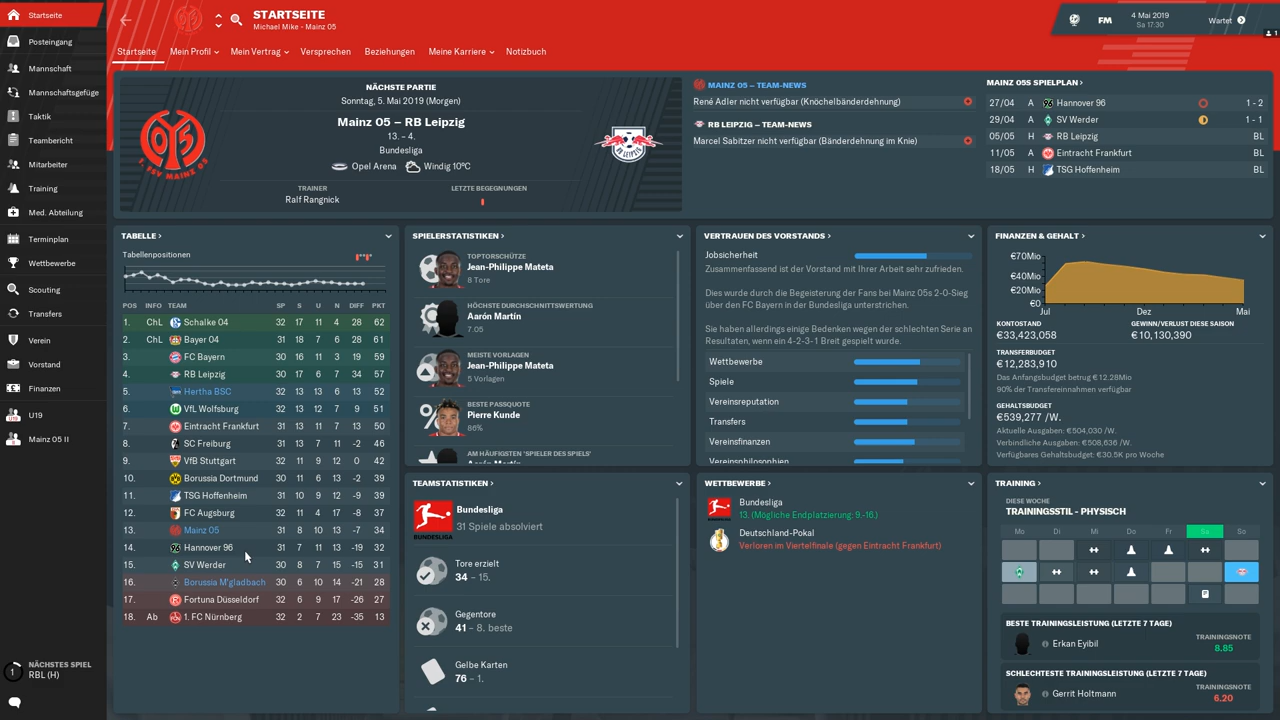 Startseite
Posteingang
Mannschaft
Mannschaftsgefüge
Taktik
Teambericht
Mitarbeiter
Training
Med. Abteilung
Terminplan
Wettbewerbe
Scouting
Transfers
Verein
Vorstand
Finanzen
U19
Mainz 05 II
1 NÄCHSTES SPIEL
RBL (H)
STARTSEITE
Michael Mike - Mainz 05
FM
4 Mai 2019
Sa 17:30
Wartet
1
Startseite Mein Profil Mein Vertrag Versprechen Beziehungen Meine Karriere Notizbuch
NÄCHSTE PARTIE
Sonntag, 5. Mai 2019 (Morgen)
Mainz 05 – RB Leipzig
13. – 4.
Bundesliga
Opel Arena Windig 10°C
TRAINER
Ralf Rangnick
LETZTE BEGEGNUNGEN
MAINZ 05 – TEAM-NEWS
René Adler nicht verfügbar (Knöchelbänderdehnung)
RB LEIPZIG – TEAM-NEWS
Marcel Sabitzer nicht verfügbar (Bänderdehnung im Knie)
MAINZ 05S SPIELPLAN >
27/04 A Hannover 96 1 - 2
29/04 A SV Werder 1 - 1
05/05 H RB Leipzig BL
11/05 A Eintracht Frankfurt BL
18/05 H TSG Hoffenheim BL
TABELLE >
Tabellenpositionen
POS INFO TEAM SP S U N DIFF PKT
1. ChL Schalke 04 32 17 11 4 28 62
2. ChL Bayer 04 31 18 7 6 28 61
3. FC Bayern 30 16 11 3 19 59
4. RB Leipzig 30 17 6 7 34 57
5. Hertha BSC 32 13 13 6 13 52
6. VfL Wolfsburg 32 13 12 7 9 51
7. Eintracht Frankfurt 31 13 11 7 13 50
8. SC Freiburg 31 13 7 11 -2 46
9. VfB Stuttgart 32 11 9 12 0 42
10. Borussia Dortmund 30 11 6 13 -2 39
11. TSG Hoffenheim 31 10 9 12 -9 39
12. FC Augsburg 32 11 4 17 -8 37
13. Mainz 05 31 8 10 13 -7 34
14. Hannover 96 31 7 11 13 -19 32
15. SV Werder 30 8 7 15 -15 31
16. Borussia M'gladbach 30 6 10 14 -21 28
17. Fortuna Düsseldorf 32 6 9 17 -26 27
18. Ab 1. FC Nürnberg 32 2 7 23 -35 13
SPIELERSTATISTIKEN >
TOPTORSCHÜTZE
Jean-Philippe Mateta
8 Tore
HÖCHSTE DURCHSCHNITTSWERTUNG
Aarón Martín
7.05
MEISTE VORLAGEN
Jean-Philippe Mateta
5 Vorlagen
BESTE PASSQUOTE
Pierre Kunde
86%
AM HÄUFIGSTEN 'SPIELER DES SPIELS'
Aarón Martín
TEAMSTATISTIKEN >
Bundesliga
31 Spiele absolviert
BUNDESLIGA
Tore erzielt
34 – 15.
Gegentore
41 – 8. beste
Gelbe Karten
76 – 1.
VERTRAUEN DES VORSTANDS >
Jobsicherheit
Zusammenfassend ist der Vorstand mit Ihrer Arbeit sehr zufrieden.
Dies wurde durch die Begeisterung der Fans bei Mainz 05s 2-0-Sieg
über den FC Bayern in der Bundesliga unterstrichen.
Sie haben allerdings einige Bedenken wegen der schlechten Serie an
Resultaten, wenn ein 4-2-3-1 Breit gespielt wurde.
Wettbewerbe
Spiele
Vereinsreputation
Transfers
Vereinsfinanzen
Vereinsphilosophien
WETTBEWERBE >
Bundesliga
13. (Mögliche Endplatzierung: 9.-16.)
Deutschland-Pokal
Verloren im Viertelfinale (gegen Eintracht Frankfurt)
FINANZEN & GEHALT >
€70Mio
€40Mio
€20Mio
€0
Jul Dez Mai
KONTOSTAND
€33,423,058
GEWINN/VERLUST DIESE SAISON
€10,130,390
TRANSFERBUDGET
€12,283,910
Das Anfangsbudget betrug €12.28Mio
90% der Transfereinnahmen verfügbar
GEHALTSBUDGET
€539,277 /W.
Aktuelle Ausgaben: €504,030 /W.
Verbindliche Ausgaben: €508,636 /W.
Verfügbares Gehaltsbudget: €30.5K pro Woche
TRAINING >
DIESE WOCHE
TRAININGSSTIL - PHYSISCH
Mo Di Mi Do Fr Sa So
BESTE TRAININGSLEISTUNG (LETZTE 7 TAGE)
Erkan Eyibil
TRAININGSNOTE
8.85
SCHLECHTESTE TRAININGSLEISTUNG (LETZTE 7 TAGE)
Gerrit Holtmann
TRAININGSNOTE
6.20